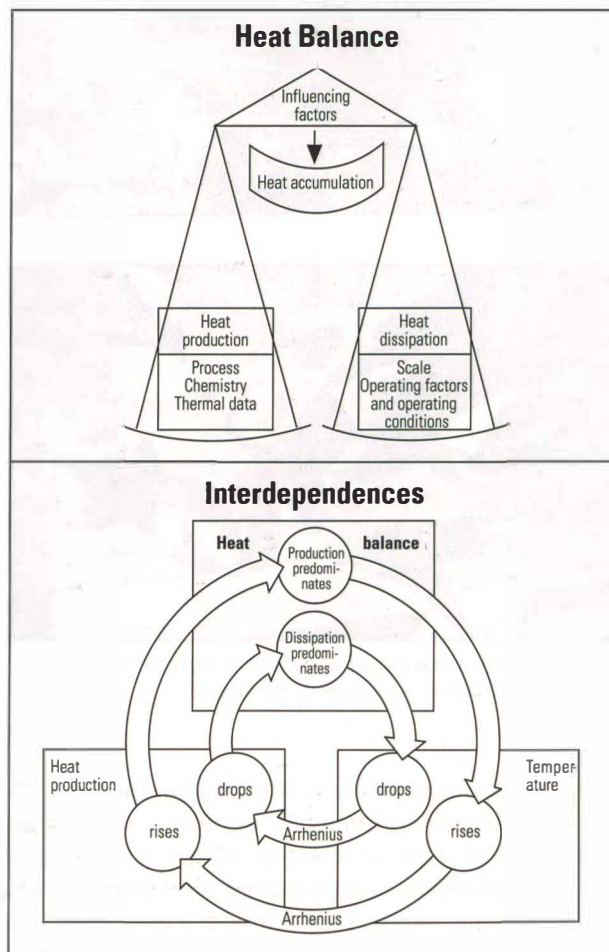 Heat Balance
Influencing
factors
Heat accumulation
Heat
production
Process
Chemistry
Thermal data
Heat
dissipation
Scale
Operating factors
and operating
conditions
Interdependences
Heat balance
Production
predomi-
nates
Dissipation
predomi-
nates
Heat
production
Temper-
ature
drops
drops
rises
Arrhenius
rises
Arrhenius